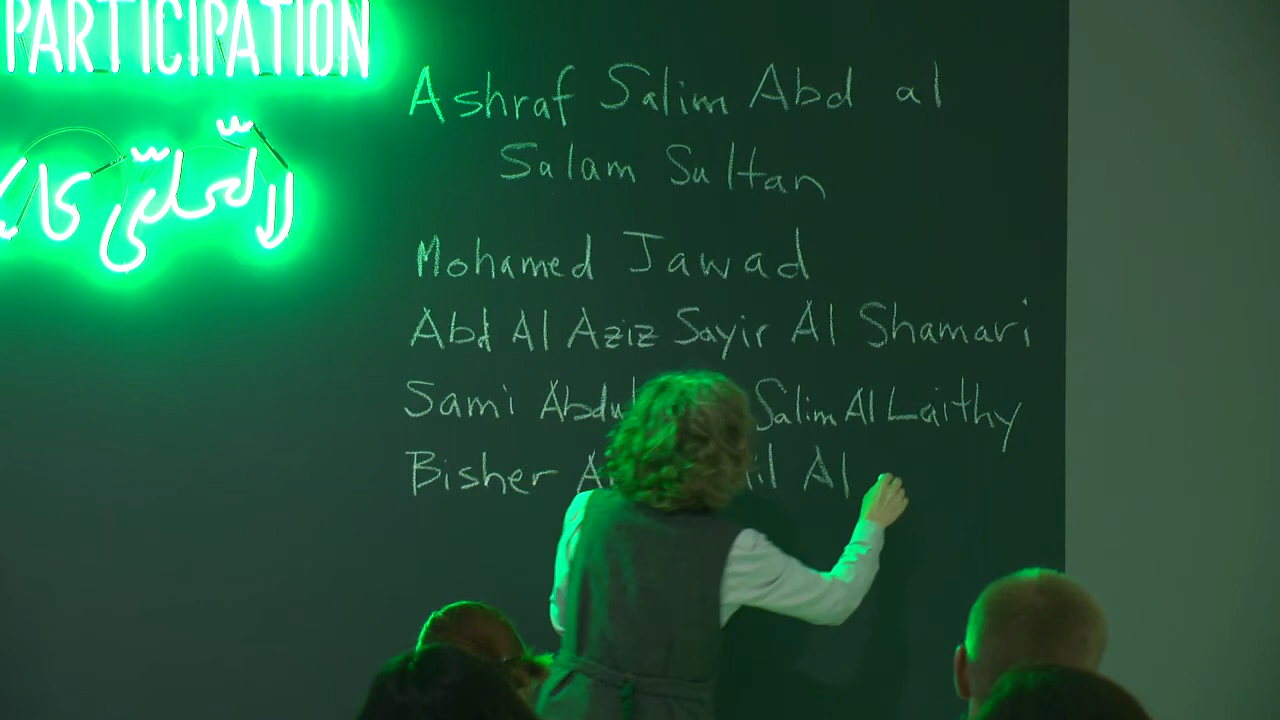 PARTICIPATION
Ashraf Salim Abd al
Salam Sultan
Mohamed Jawad
Abd Al Aziz Sayir Al Shamari
Sami Abdul Salim Al Laithy
Bisher Al